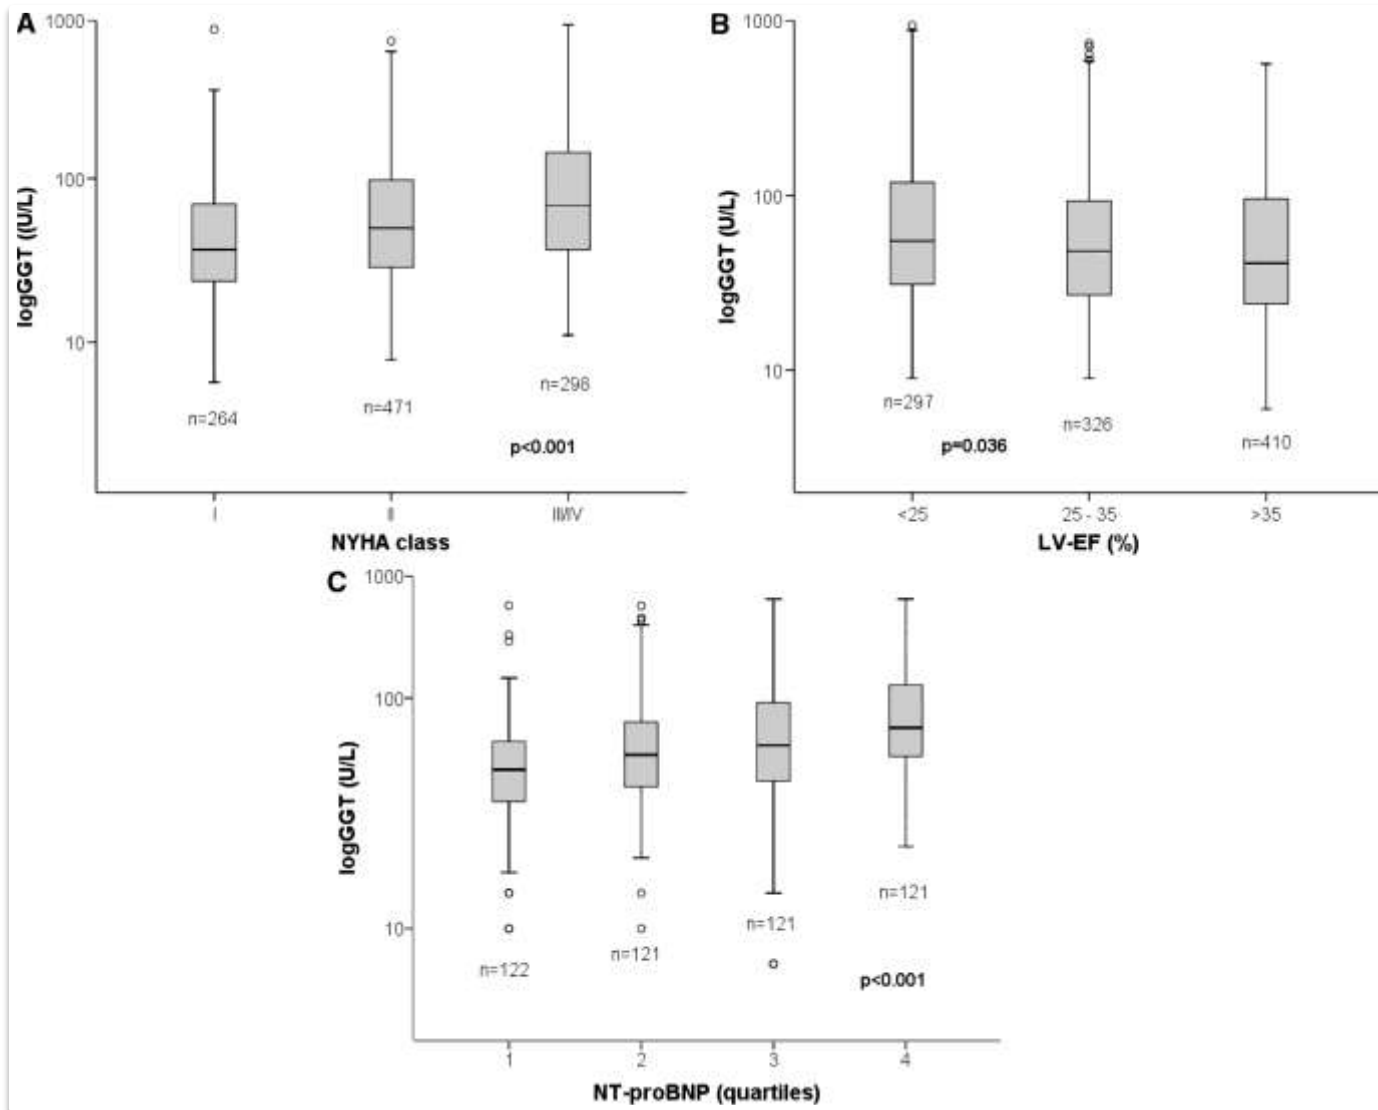 A
1000
100
10
logGGT ((U/L)
n=264
n=471
n=298
p<0.001
I
II
III/IV
NYHA class
B
1000
100
10
logGGT (U/L)
n=297
n=326
n=410
p=0.036
<25
25 - 35
>35
LV-EF (%)
C
1000
100
10
logGGT (U/L)
n=122
n=121
n=121
n=121
p<0.001
1
2
3
4
NT-proBNP (quartiles)